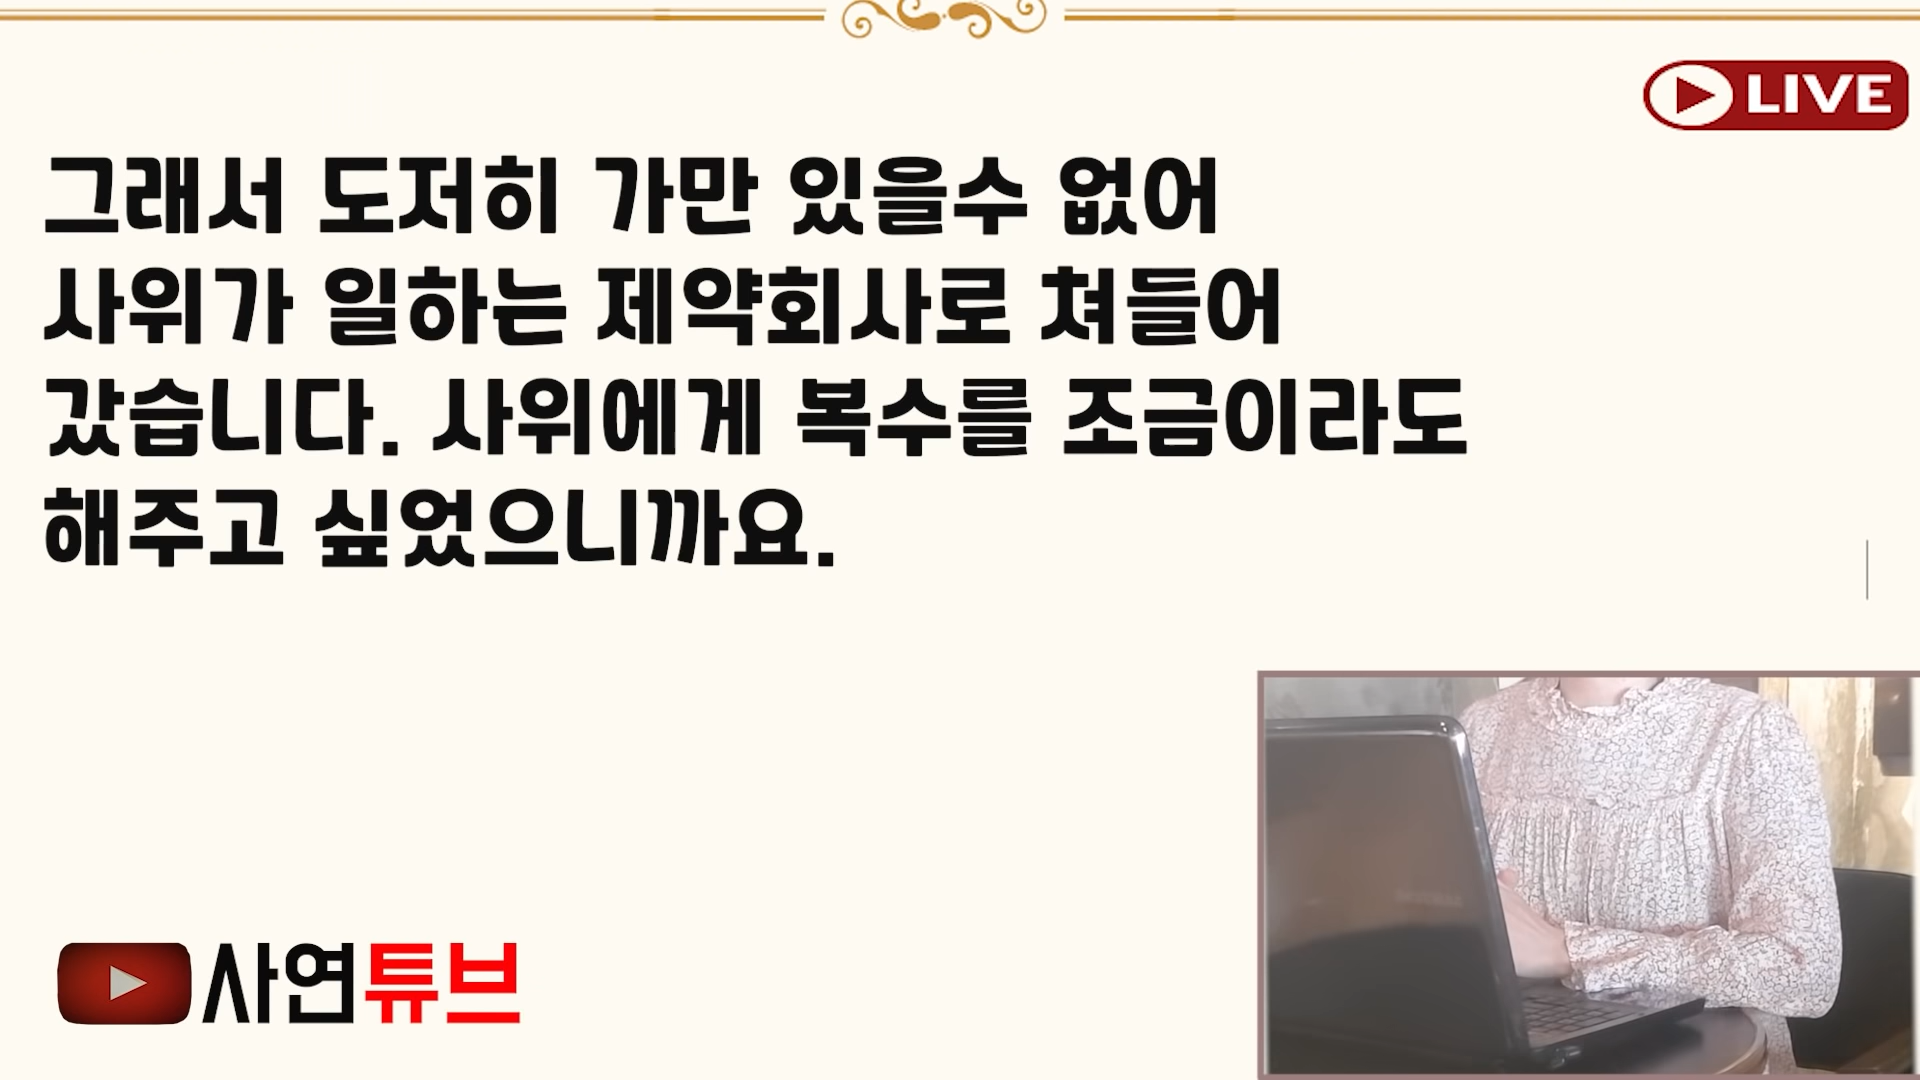 LIVE
그래서 도저히 가만 있을수 없어
사위가 일하는 제약회사로 쳐들어
갔습니다. 사위에게 복수를 조금이라도
해주고 싶었으니까요.
사연튜브